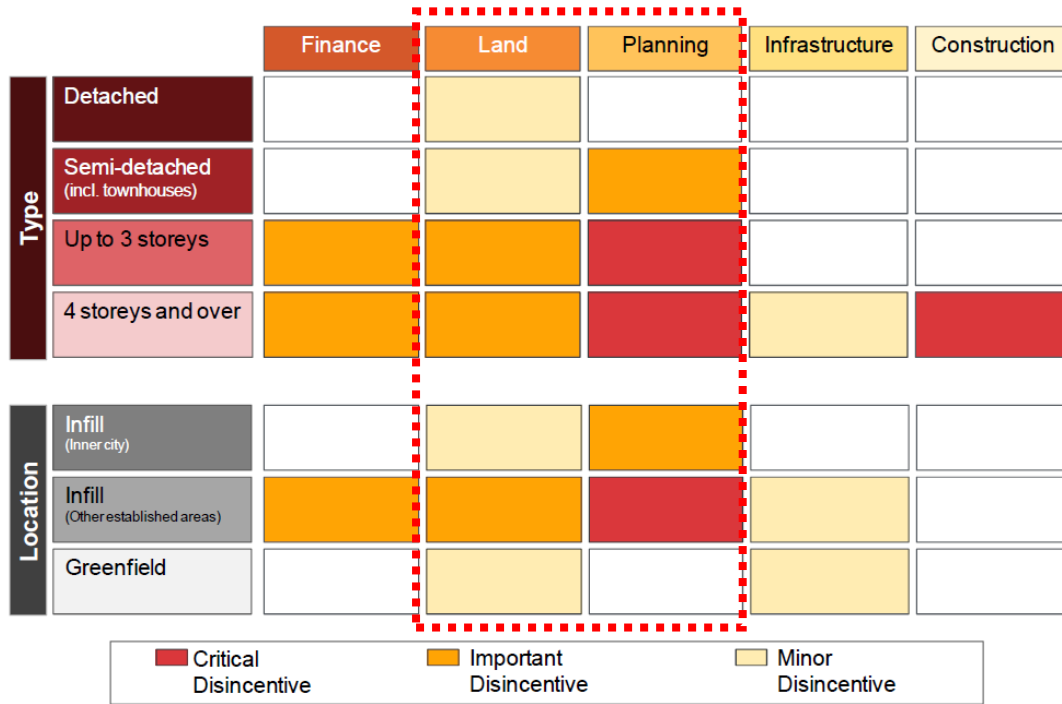 Finance
Land
Planning
Infrastructure
Construction
Type
Detached
Semi-detached
(incl. townhouses)
Up to 3 storeys
4 storeys and over
Location
Infill
(Inner city)
Infill
(Other established areas)
Greenfield
Critical
Disincentive
Important
Disincentive
Minor
Disincentive